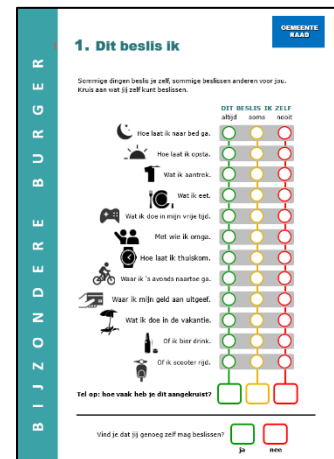 BIJZONDERE BURGER
GEMEENTE
RAAD
1. Dit beslis ik
Sommige dingen beslis je zelf, sommige beslissen anderen voor jou.
Kruis aan wat jij zelf kunt beslissen.
DIT BESLIS IK ZELF
altijd soms nooit
Hoe laat ik naar bed ga.
Hoe laat ik opsta.
Wat ik aantrek.
Wat ik eet.
Wat ik doe in mijn vrije tijd.
Met wie ik omga.
Hoe laat ik thuiskom.
Waar ik 's avonds naartoe ga.
Waar ik mijn geld aan uitgeef.
Wat ik doe in de vakantie.
Of ik bier drink.
Of ik scooter rijd.
Tel op: hoe vaak heb je dit aangekruist?
Vind je dat jij genoeg zelf mag beslissen?
ja nee